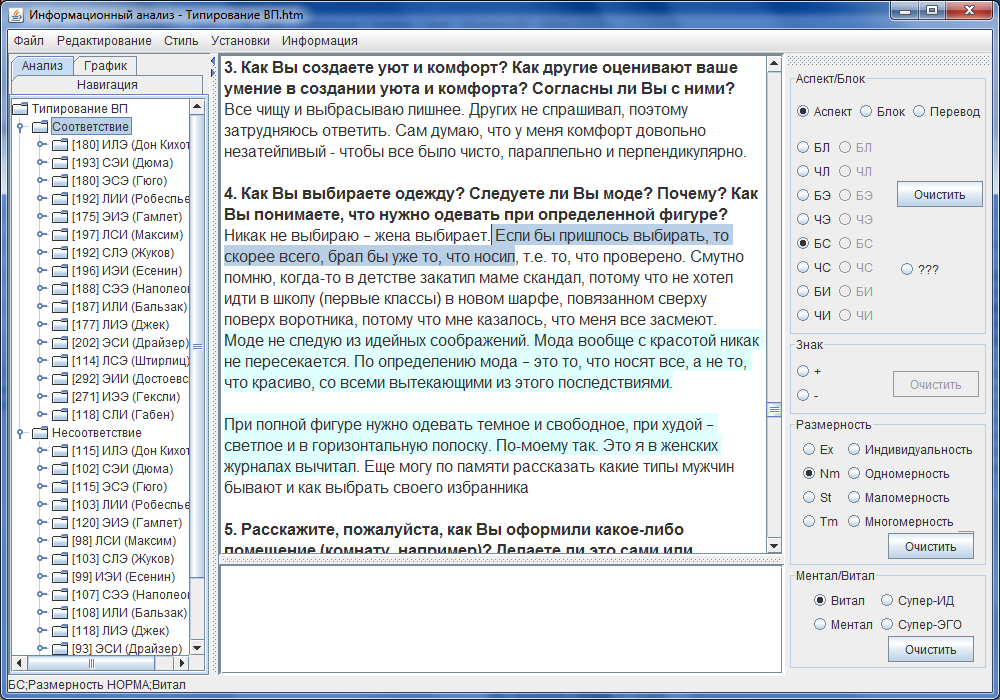 Информационный анализ - Типирование ВП.htm
Файл Редактирование Стиль Установки Информация
Анализ График
Навигация
Типирование ВП
Соответствие
[180] ИЛЭ (Дон Кихот
[193] СЭИ (Дюма)
[180] ЭСЭ (Гюго)
[192] ЛИИ (Робеспье
[175] ЭИЭ (Гамлет)
[197] ЛСИ (Максим)
[192] СЛЭ (Жуков)
[196] ИЭИ (Есенин)
[188] СЭЭ (Наполео
[187] ИЛИ (Бальзак)
[177] ЛИЭ (Джек)
[202] ЭСИ (Драйзер)
[114] ЛСЭ (Штирлиц)
[292] ЭИИ (Достоевс
[271] ИЭЭ (Гексли)
[118] СЛИ (Габен)
Несоответствие
[115] ИЛЭ (Дон Кихот
[102] СЭИ (Дюма)
[115] ЭСЭ (Гюго)
[103] ЛИИ (Робеспье
[120] ЭИЭ (Гамлет)
[98] ЛСИ (Максим)
[103] СЛЭ (Жуков)
[99] ИЭИ (Есенин)
[107] СЭЭ (Наполео
[108] ИЛИ (Бальзак)
[118] ЛИЭ (Джек)
[93] ЭСИ (Драйзер)
3. Как Вы создаете уют и комфорт? Как другие оценивают ваше
умение в создании уюта и комфорта? Согласны ли Вы с ними?
Все чищу и выбрасываю лишнее. Других не спрашивал, поэтому
затрудняюсь ответить. Сам думаю, что у меня комфорт довольно
незатейливый - чтобы все было чисто, параллельно и перпендикулярно.
4. Как Вы выбираете одежду? Следуете ли Вы моде? Почему? Как
Вы понимаете, что нужно одевать при определенной фигуре?
Никак не выбираю – жена выбирает. Если бы пришлось выбирать, то
скорее всего, брал бы уже то, что носил, т.е. то, что проверено. Смутно
помню, когда-то в детстве закатил маме скандал, потому что не хотел
идти в школу (первые классы) в новом шарфе, повязанном сверху
поверх воротника, потому что мне казалось, что меня все засмеют.
Моде не следую из идейных соображений. Мода вообще с красотой никак
не пересекается. По определению мода – это то, что носят все, а не то,
что красиво, со всеми вытекающими из этого последствиями.
При полной фигуре нужно одевать темное и свободное, при худой –
светлое и в горизонтальную полоску. По-моему так. Это я в женских
журналах вычитал. Еще могу по памяти рассказать какие типы мужчин
бывают и как выбрать своего избранника
5. Расскажите, пожалуйста, как Вы оформили какое-либо
помещение (комнату, например)? Делаете ли это сами или
Аспект/Блок
Аспект Блок Перевод
БЛ БЛ
ЧЛ ЧЛ
БЭ БЭ
Очистить
ЧЭ ЧЭ
БС БС
ЧС ЧС
???
БИ БИ
ЧИ ЧИ
Знак
+
Очистить
-
Размерность
Ex Индивидуальность
Nm Одномерность
St Маломерность
Tm Многомерность
Очистить
Ментал/Витал
Витал Супер-ИД
Ментал Супер-ЭГО
Очистить
БС;Размерность НОРМА;Витал